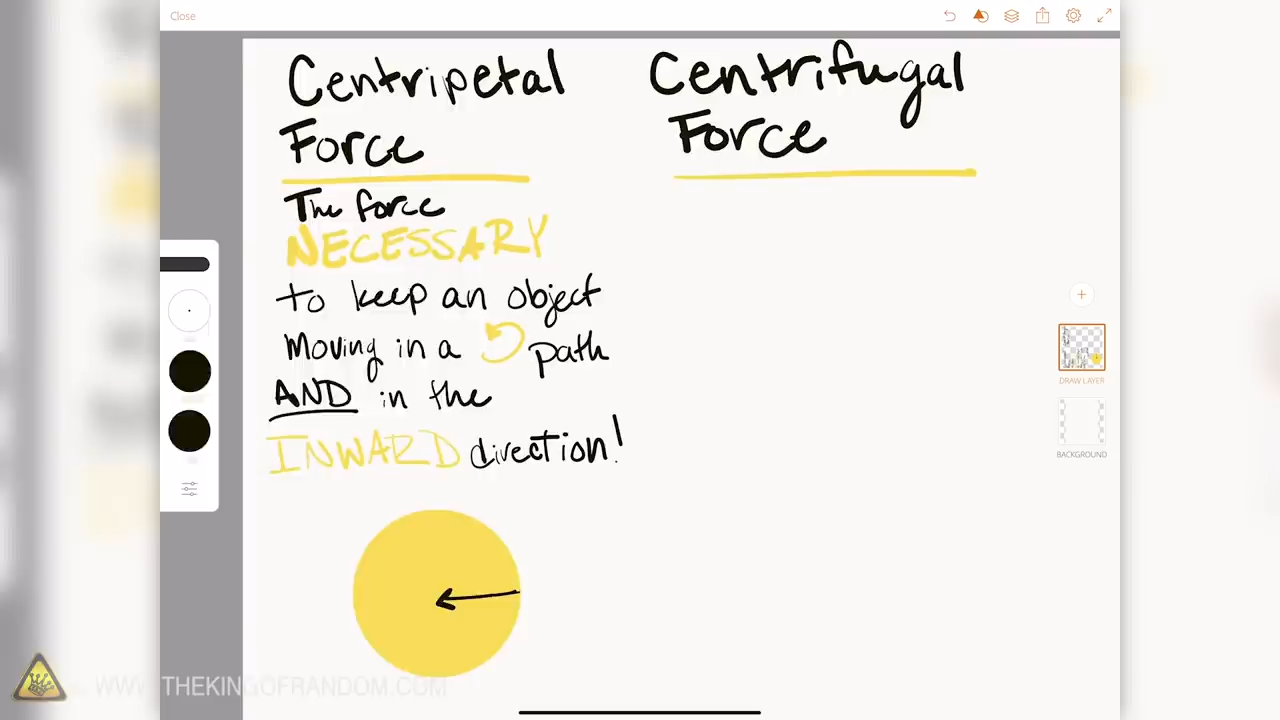 Close
Centripetal
Force
The force
NECESSARY
to keep an object
Moving in a path
AND in the
INWARD direction!
Centrifugal
Force
DRAW LAYER
BACKGROUND
WWW.THEKINGOFRANDOM.COM